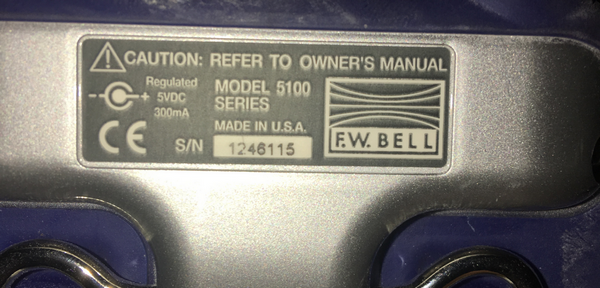 CAUTION: REFER TO OWNER'S MANUAL
Regulated
5VDC
300mA
- +
MODEL 5100
SERIES
MADE IN U.S.A.
CE S/N 1246115
F.W. BELL